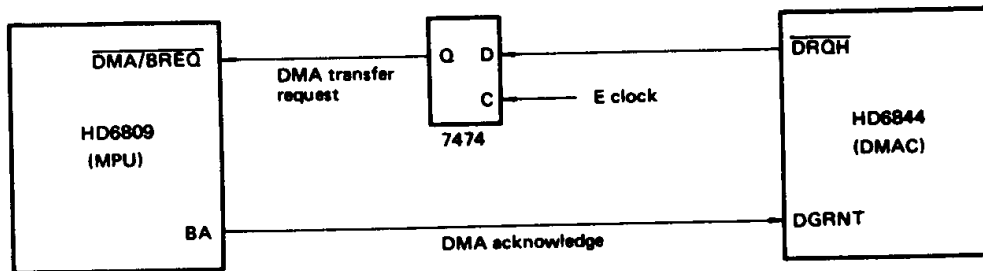 DMA/BREQ
HD6809
(MPU)
BA
DMA transfer
request
Q D
C
7474
E clock
DRQH
HD6844
(DMAC)
DGRNT
DMA acknowledge